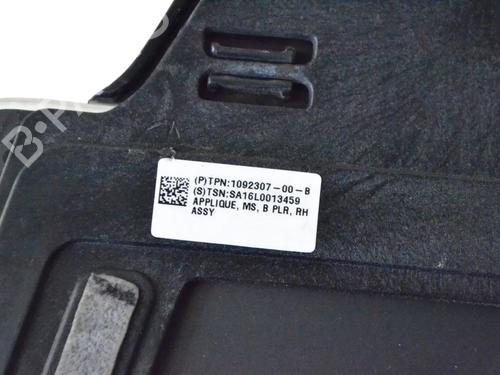 (P)TPN:1092307-00-B
(S)TSN:SA16L0013459
APPLIQUE, MS, B PLR, RH
ASSY